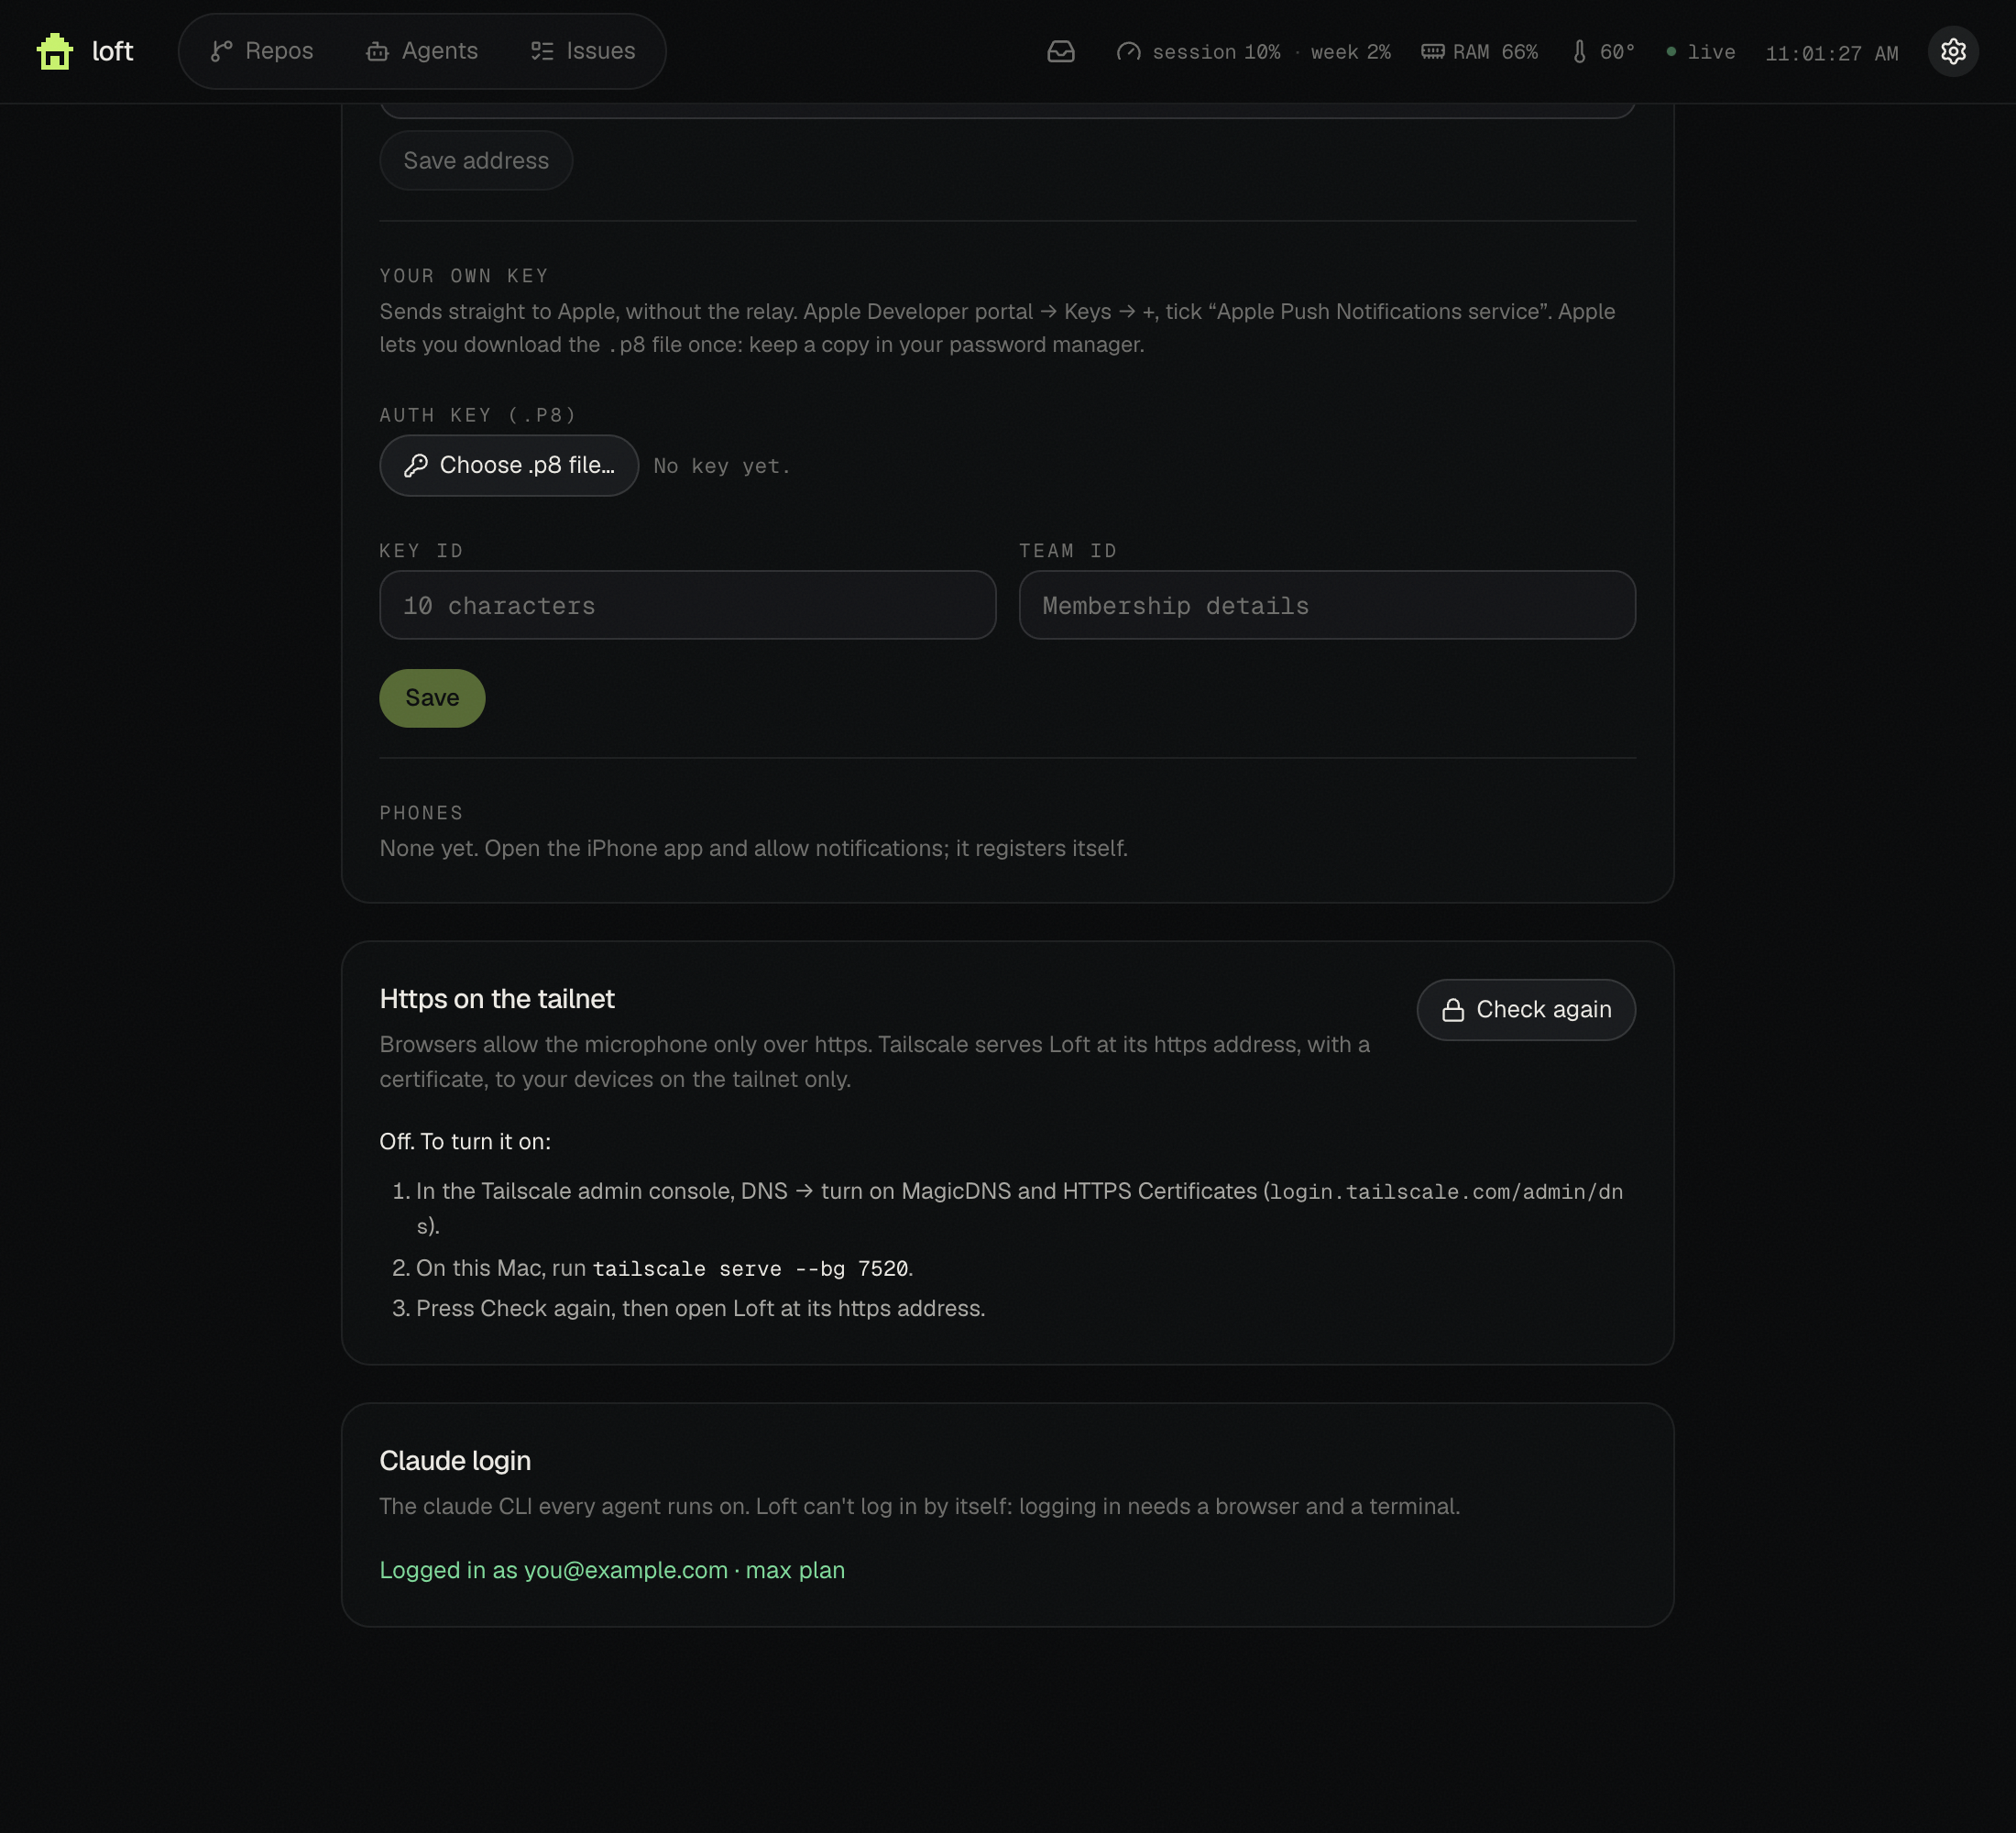 loft
Repos
Agents
Issues
session 10% · week 2%
RAM 66%
60°
live
11:01:27 AM
Save address
YOUR OWN KEY
Sends straight to Apple, without the relay. Apple Developer portal → Keys → +, tick “Apple Push Notifications service”. Apple
lets you download the .p8 file once: keep a copy in your password manager.
AUTH KEY (.P8)
Choose .p8 file…
No key yet.
KEY ID
TEAM ID
10 characters
Membership details
Save
PHONES
None yet. Open the iPhone app and allow notifications; it registers itself.
Https on the tailnet
Check again
Browsers allow the microphone only over https. Tailscale serves Loft at its https address, with a
certificate, to your devices on the tailnet only.
Off. To turn it on:
1. In the Tailscale admin console, DNS → turn on MagicDNS and HTTPS Certificates (login.tailscale.com/admin/dn
s).
2. On this Mac, run tailscale serve --bg 7520.
3. Press Check again, then open Loft at its https address.
Claude login
The claude CLI every agent runs on. Loft can't log in by itself: logging in needs a browser and a terminal.
Logged in as you@example.com · max plan